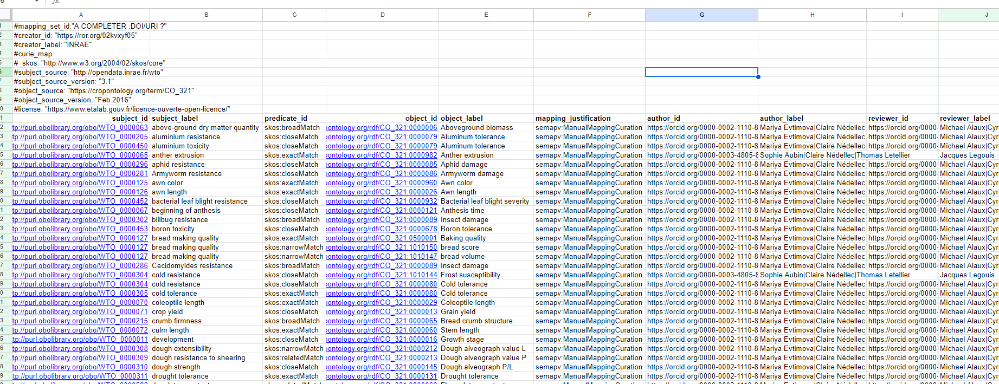 A B C D E F G H I J
#mapping_set_id:"A COMPLETER :DOI/URI ?"
#creator_id: "https://ror.org/02kvxyf05"
#creator_label: "INRAE"
#curie_map:
# skos: "http://www.w3.org/2004/02/skos/core"
#subject_source: "http://opendata.inrae.fr/wto"
#subject_source_version: "3.1"
#object_source: "https://cropontology.org/term/CO_321"
#object_source_version: "Feb 2016"
#license: "https://www.etalab.gouv.fr/licence-ouverte-open-licence/"
subject_id subject_label predicate_id object_id object_label mapping_justification author_id author_label reviewer_id reviewer_label
tp://purl.obolibrary.org/obo/WTO_0000063 above-ground dry matter quantity skos:broadMatch pontology.org/rdf/CO_321:0000006 Aboveground biomass semapv:ManualMappingCuration https://orcid.org/0000-0002-1110-8 Mariya Evtimova|Claire Nédellec https://orcid.org/0000- Michael Alaux|Cyr
tp://purl.obolibrary.org/obo/WTO_0000205 aluminium resistance skos:closeMatch pontology.org/rdf/CO_321:0000079 Aluminum tolerance semapv:ManualMappingCuration https://orcid.org/0000-0002-1110-8 Mariya Evtimova|Claire Nédellec https://orcid.org/0000- Michael Alaux|Cyr
tp://purl.obolibrary.org/obo/WTO_0000450 aluminium toxicity skos:closeMatch pontology.org/rdf/CO_321:0000079 Aluminum tolerance semapv:ManualMappingCuration https://orcid.org/0000-0002-1110-8 Mariya Evtimova|Claire Nédellec https://orcid.org/0000- Michael Alaux|Cyr
tp://purl.obolibrary.org/obo/WTO_0000065 anther extrusion skos:exactMatch pontology.org/rdf/CO_321:0000982 Anther extrusion semapv:ManualMappingCuration https://orcid.org/0000-0003-4805-8 Sophie Aubin|Claire Nédellec|Thomas Letellier Jacques Legouis
tp://purl.obolibrary.org/obo/WTO_0000296 aphid resistance skos:closeMatch pontology.org/rdf/CO_321:0000085 Aphid damage semapv:ManualMappingCuration https://orcid.org/0000-0002-1110-8 Mariya Evtimova|Claire Nédellec https://orcid.org/0000- Michael Alaux|Cyr
tp://purl.obolibrary.org/obo/WTO_0000281 Armyworm resistance skos:closeMatch pontology.org/rdf/CO_321:0000086 Armyworm damage semapv:ManualMappingCuration https://orcid.org/0000-0002-1110-8 Mariya Evtimova|Claire Nédellec https://orcid.org/0000- Michael Alaux|Cyr
tp://purl.obolibrary.org/obo/WTO_0000125 awn color skos:exactMatch pontology.org/rdf/CO_321:0000960 Awn color semapv:ManualMappingCuration https://orcid.org/0000-0002-1110-8 Mariya Evtimova|Claire Nédellec https://orcid.org/0000- Michael Alaux|Cyr
tp://purl.obolibrary.org/obo/WTO_0000126 awn length skos:exactMatch pontology.org/rdf/CO_321:0000026 Awn length semapv:ManualMappingCuration https://orcid.org/0000-0002-1110-8 Mariya Evtimova|Claire Nédellec https://orcid.org/0000- Michael Alaux|Cyr
tp://purl.obolibrary.org/obo/WTO_0000452 bacterial leaf blight resistance skos:closeMatch pontology.org/rdf/CO_321:0000932 Bacterial leaf blight severity semapv:ManualMappingCuration https://orcid.org/0000-0002-1110-8 Mariya Evtimova|Claire Nédellec https://orcid.org/0000- Michael Alaux|Cyr
tp://purl.obolibrary.org/obo/WTO_0000067 beginning of anthesis skos:closeMatch pontology.org/rdf/CO_321:0000121 Anthesis time semapv:ManualMappingCuration https://orcid.org/0000-0002-1110-8 Mariya Evtimova|Claire Nédellec https://orcid.org/0000- Michael Alaux|Cyr
tp://purl.obolibrary.org/obo/WTO_0000302 billbug resistance skos:broadMatch pontology.org/rdf/CO_321:0000089 Insect damage semapv:ManualMappingCuration https://orcid.org/0000-0002-1110-8 Mariya Evtimova|Claire Nédellec https://orcid.org/0000- Michael Alaux|Cyr
tp://purl.obolibrary.org/obo/WTO_0000453 boron toxicity skos:closeMatch pontology.org/rdf/CO_321:0000678 Boron tolerance semapv:ManualMappingCuration https://orcid.org/0000-0002-1110-8 Mariya Evtimova|Claire Nédellec https://orcid.org/0000- Michael Alaux|Cyr
tp://purl.obolibrary.org/obo/WTO_0000127 bread making quality skos:exactMatch pontology.org/rdf/CO_321:0500001 Baking quality semapv:ManualMappingCuration https://orcid.org/0000-0002-1110-8 Mariya Evtimova|Claire Nédellec https://orcid.org/0000- Michael Alaux|Cyr
tp://purl.obolibrary.org/obo/WTO_0000127 bread making quality skos:narrowMatch pontology.org/rdf/CO_321:1010150 bread score semapv:ManualMappingCuration https://orcid.org/0000-0002-1110-8 Mariya Evtimova|Claire Nédellec https://orcid.org/0000- Michael Alaux|Cyr
tp://purl.obolibrary.org/obo/WTO_0000127 bread making quality skos:narrowMatch pontology.org/rdf/CO_321:1010147 bread volume semapv:ManualMappingCuration https://orcid.org/0000-0002-1110-8 Mariya Evtimova|Claire Nédellec https://orcid.org/0000- Michael Alaux|Cyr
tp://purl.obolibrary.org/obo/WTO_0000286 Cecidomyides resistance skos:broadMatch pontology.org/rdf/CO_321:0000089 Insect damage semapv:ManualMappingCuration https://orcid.org/0000-0002-1110-8 Mariya Evtimova|Claire Nédellec https://orcid.org/0000- Michael Alaux|Cyr
tp://purl.obolibrary.org/obo/WTO_0000304 cold resistance skos:closeMatch pontology.org/rdf/CO_321:1010144 Frost susceptibility semapv:ManualMappingCuration https://orcid.org/0000-0003-4805-8 Sophie Aubin|Claire Nédellec|Thomas Letellier Jacques Legouis
tp://purl.obolibrary.org/obo/WTO_0000304 cold resistance skos:closeMatch pontology.org/rdf/CO_321:0000080 Cold tolerance semapv:ManualMappingCuration https://orcid.org/0000-0002-1110-8 Mariya Evtimova|Claire Nédellec https://orcid.org/0000- Michael Alaux|Cyr
tp://purl.obolibrary.org/obo/WTO_0000305 cold tolerance skos:exactMatch pontology.org/rdf/CO_321:0000080 Cold tolerance semapv:ManualMappingCuration https://orcid.org/0000-0002-1110-8 Mariya Evtimova|Claire Nédellec https://orcid.org/0000- Michael Alaux|Cyr
tp://purl.obolibrary.org/obo/WTO_0000070 coleoptile length skos:exactMatch pontology.org/rdf/CO_321:0000029 Coleoptile length semapv:ManualMappingCuration https://orcid.org/0000-0002-1110-8 Mariya Evtimova|Claire Nédellec https://orcid.org/0000- Michael Alaux|Cyr
tp://purl.obolibrary.org/obo/WTO_0000071 crop yield skos:closeMatch pontology.org/rdf/CO_321:0000013 Grain yield semapv:ManualMappingCuration https://orcid.org/0000-0002-1110-8 Mariya Evtimova|Claire Nédellec https://orcid.org/0000- Michael Alaux|Cyr
tp://purl.obolibrary.org/obo/WTO_0000215 crumb firmness skos:broadMatch pontology.org/rdf/CO_321:0000065 Bread crumb structure semapv:ManualMappingCuration https://orcid.org/0000-0002-1110-8 Mariya Evtimova|Claire Nédellec https://orcid.org/0000- Michael Alaux|Cyr
tp://purl.obolibrary.org/obo/WTO_0000072 culm length skos:exactMatch pontology.org/rdf/CO_321:0000060 Stem length semapv:ManualMappingCuration https://orcid.org/0000-0002-1110-8 Mariya Evtimova|Claire Nédellec https://orcid.org/0000- Michael Alaux|Cyr
tp://purl.obolibrary.org/obo/WTO_0000011 development skos:closeMatch pontology.org/rdf/CO_321:0000016 Growth stage semapv:ManualMappingCuration https://orcid.org/0000-0002-1110-8 Mariya Evtimova|Claire Nédellec https://orcid.org/0000- Michael Alaux|Cyr
tp://purl.obolibrary.org/obo/WTO_0000308 dough extensibility skos:narrowMatch pontology.org/rdf/CO_321:0000212 Dough alveograph value L semapv:ManualMappingCuration https://orcid.org/0000-0002-1110-8 Mariya Evtimova|Claire Nédellec https://orcid.org/0000- Michael Alaux|Cyr
tp://purl.obolibrary.org/obo/WTO_0000309 dough resistance to shearing skos:relatedMatch pontology.org/rdf/CO_321:0000213 Dough alveograph value P semapv:ManualMappingCuration https://orcid.org/0000-0002-1110-8 Mariya Evtimova|Claire Nédellec https://orcid.org/0000- Michael Alaux|Cyr
tp://purl.obolibrary.org/obo/WTO_0000310 dough strength skos:closeMatch pontology.org/rdf/CO_321:0000145 Dough alveograph P/L semapv:ManualMappingCuration https://orcid.org/0000-0002-1110-8 Mariya Evtimova|Claire Nédellec https://orcid.org/0000- Michael Alaux|Cyr
tp://purl.obolibrary.org/obo/WTO_0000311 drought tolerance skos:exactMatch pontology.org/rdf/CO_321:0000131 Drought tolerance semapv:ManualMappingCuration https://orcid.org/0000-0002-1110-8 Mariya Evtimova|Claire Nédellec https://orcid.org/0000- Michael Alaux|Cyr